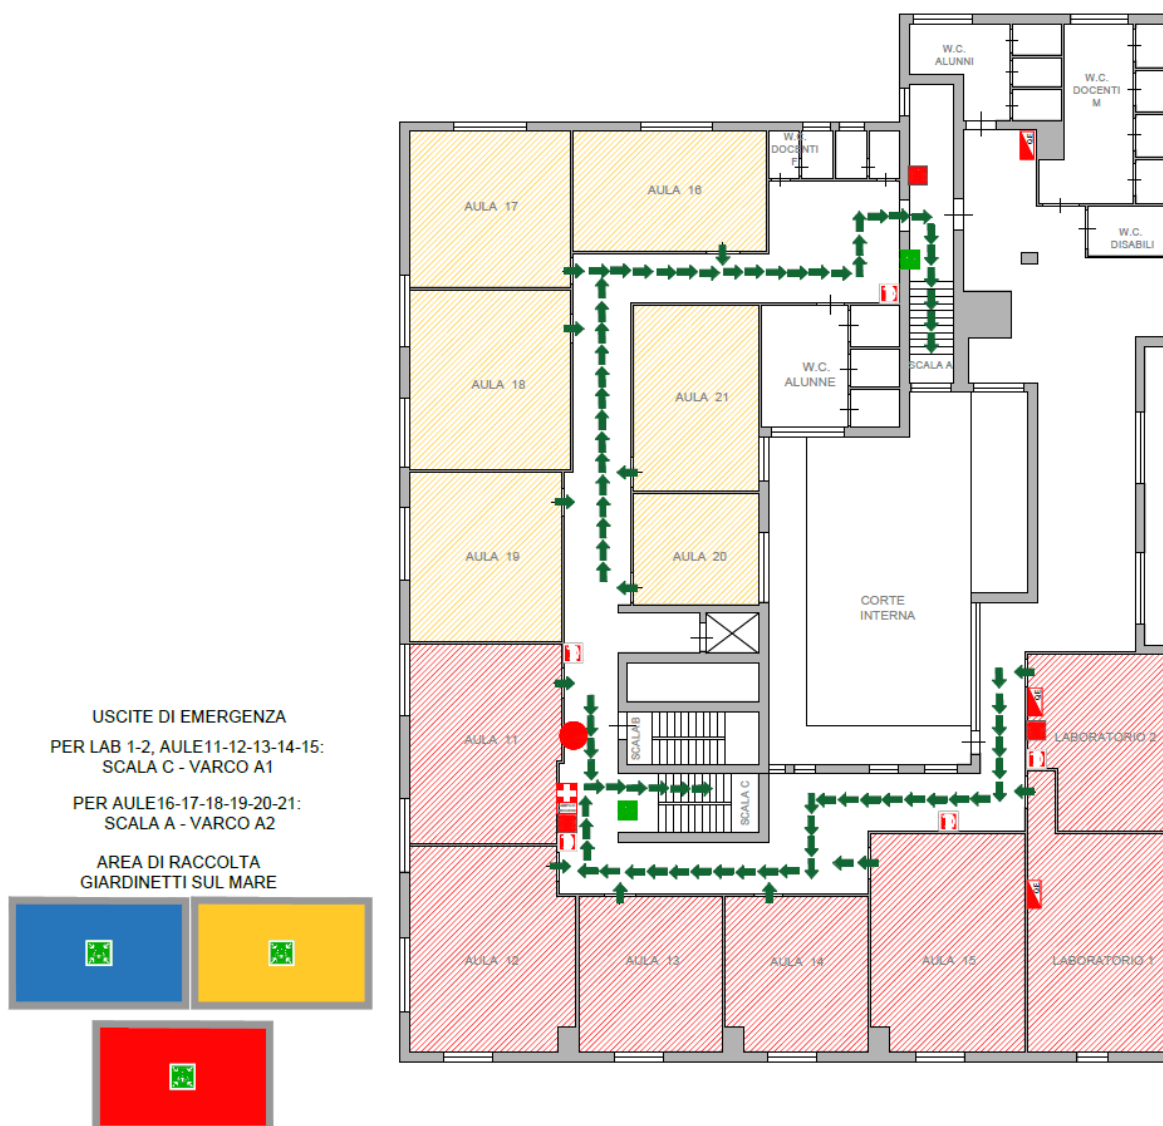 W.C.
ALUNNI
W.C.
DOCENTI
M
QE
W.C.
DOCENTI
F
AULA 17
AULA 16
W.C.
DISABILI
AULA 18
AULA 21
W.C.
ALUNNE
SCALA A
AULA 19
AULA 20
CORTE
INTERNA
USCITE DI EMERGENZA
PER LAB 1-2, AULE11-12-13-14-15:
SCALA C - VARCO A1
PER AULE16-17-18-19-20-21:
SCALA A - VARCO A2
AREA DI RACCOLTA
GIARDINETTI SUL MARE
AULA 11
SCALA B
SCALA C
QE
LABORATORIO 2
QE
AULA 12
AULA 13
AULA 14
AULA 15
LABORATORIO 1